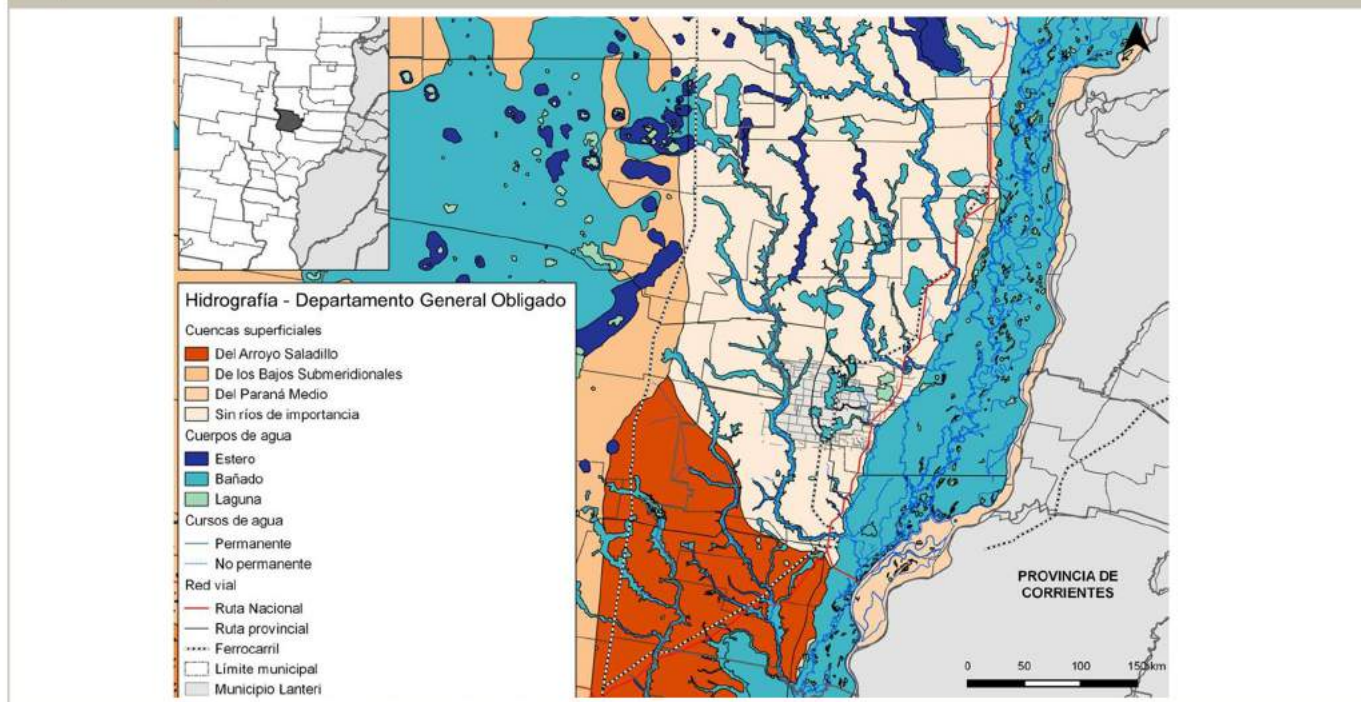 Hidrografía - Departamento General Obligado
Cuencas superficiales
Del Arroyo Saladillo
De los Bajos Submeridionales
Del Paraná Medio
Sin ríos de importancia
Cuerpos de agua
Estero
Bañado
Laguna
Cursos de agua
Permanente
No permanente
Red vial
Ruta Nacional
Ruta provincial
Ferrocarril
Límite municipal
Municipio Lanteri
PROVINCIA DE
CORRIENTES
0 50 100 150 km